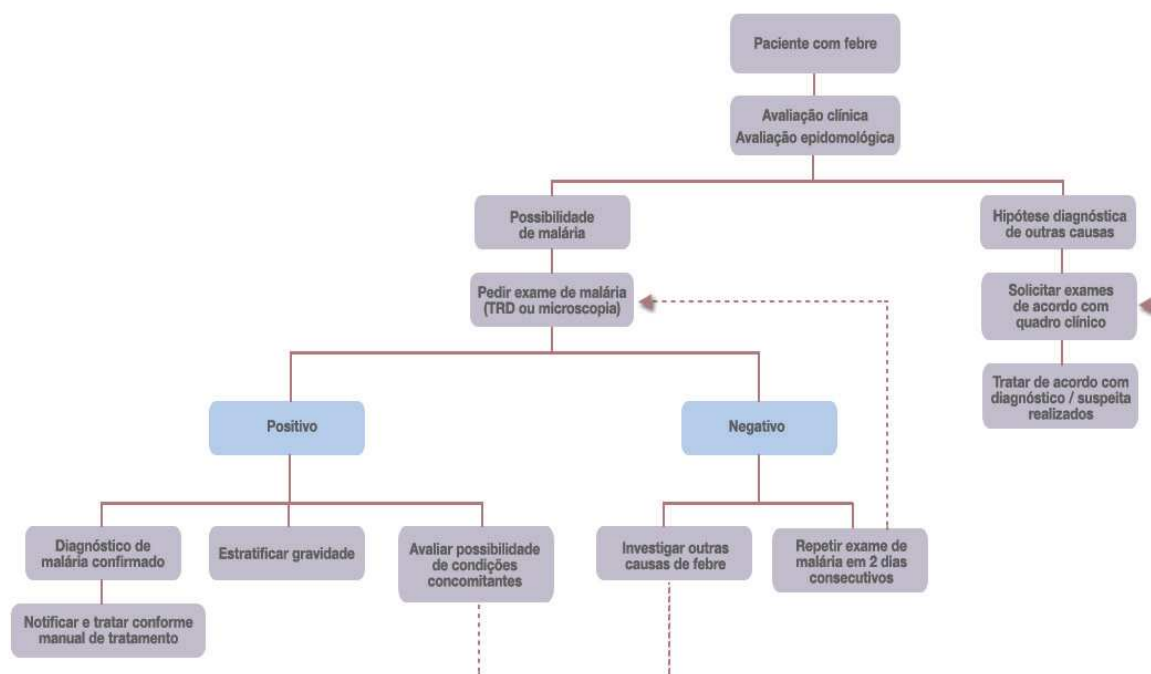 Paciente com febre
Avaliação clínica
Avaliação epidomológica
Possibilidade
de malária
Hipótese diagnóstica
de outras causas
Pedir exame de malária
(TRD ou microscopia)
Solicitar exames
de acordo com
quadro clínico
Tratar de acordo com
diagnóstico / suspeita
realizados
Positivo
Negativo
Diagnóstico de
malária confirmado
Estratificar gravidade
Avaliar possibilidade
de condições
concomitantes
Investigar outras
causas de febre
Repetir exame de
malária em 2 dias
consecutivos
Notificar e tratar conforme
manual de tratamento